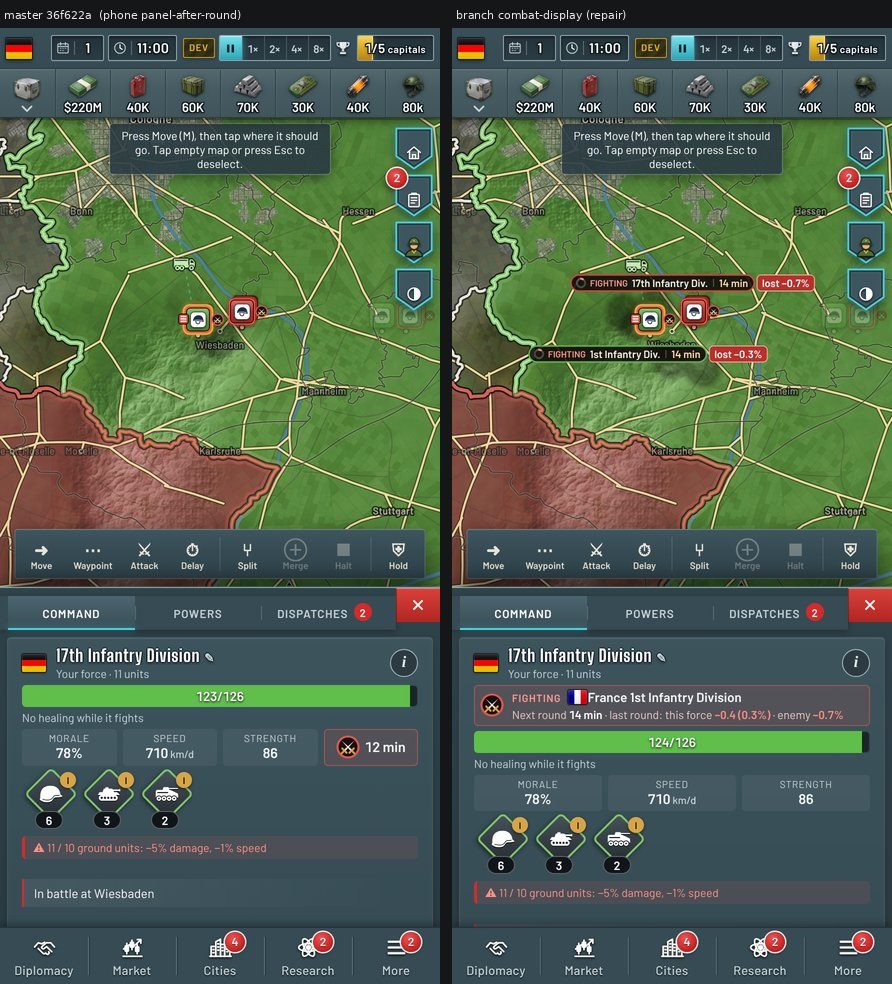 master 36f622a (phone panel-after-round)
1 11:00 DEV 1× 2× 4× 8× 1/5 capitals
$220M 40K 60K 70K 30K 40K 80k
Cologne
Press Move (M), then tap where it should
go. Tap empty map or press Esc to
deselect.
2
Bonn
Hessen
Wiesbaden
Mannheim
Moselle
Karlsruhe
Stuttgart
Move Waypoint Attack Delay Split Merge Halt Hold
COMMAND POWERS DISPATCHES 2
17th Infantry Division
i
Your force · 11 units
123/126
No healing while it fights
MORALE SPEED STRENGTH
78% 710 km/d 86 12 min
I I I
6 3 2
11 / 10 ground units: −5% damage, −1% speed
In battle at Wiesbaden
4 2 2
Diplomacy Market Cities Research More
branch combat-display (repair)
1 11:00 DEV 1× 2× 4× 8× 1/5 capitals
$220M 40K 60K 70K 30K 40K 80k
Cologne
Press Move (M), then tap where it should
go. Tap empty map or press Esc to
deselect.
2
Bonn
Hessen
FIGHTING 17th Infantry Div. 14 min lost −0.7%
Wiesbaden
FIGHTING 1st Infantry Div. 14 min lost −0.3%
Mannheim
Moselle
Karlsruhe
Stuttgart
Move Waypoint Attack Delay Split Merge Halt Hold
COMMAND POWERS DISPATCHES 2
17th Infantry Division
i
Your force · 11 units
FIGHTING France 1st Infantry Division
Next round 14 min · last round: this force −0.4 (0.3%) · enemy −0.7%
124/126
No healing while it fights
MORALE SPEED STRENGTH
78% 710 km/d 86
I I I
6 3 2
11 / 10 ground units: −5% damage, −1% speed
4 2 2
Diplomacy Market Cities Research More